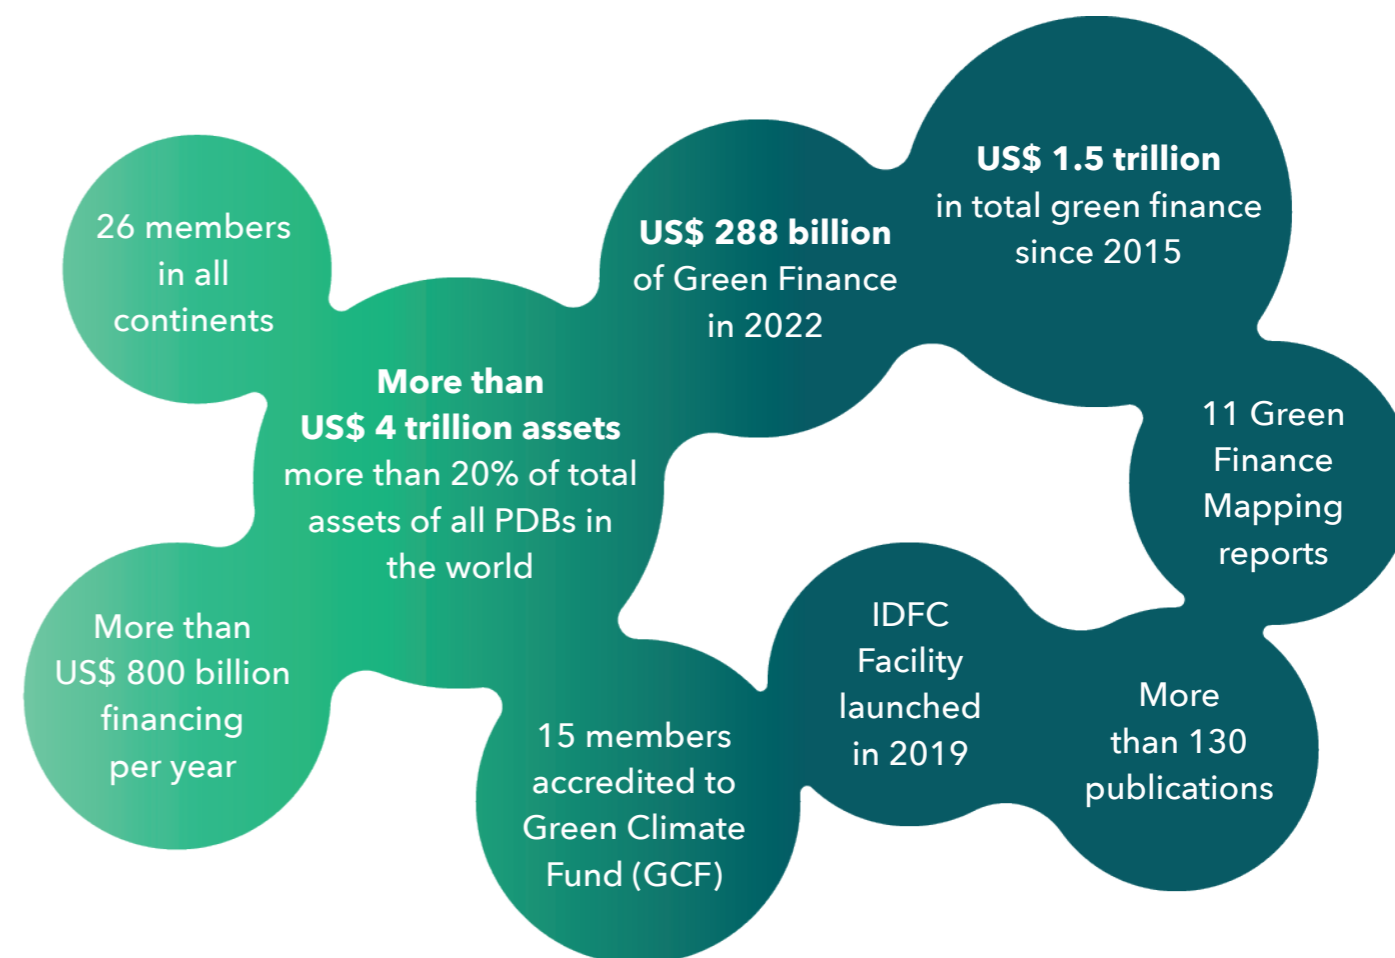 26 members
in all
continents
More than
US$ 4 trillion assets
more than 20% of total
assets of all PDBs in
the world
More than
US$ 800 billion
financing
per year
US$ 288 billion
of Green Finance
in 2022
US$ 1.5 trillion
in total green finance
since 2015
11 Green
Finance
Mapping
reports
More
than 130
publications
IDFC
Facility
launched
in 2019
15 members
accredited to
Green Climate
Fund (GCF)